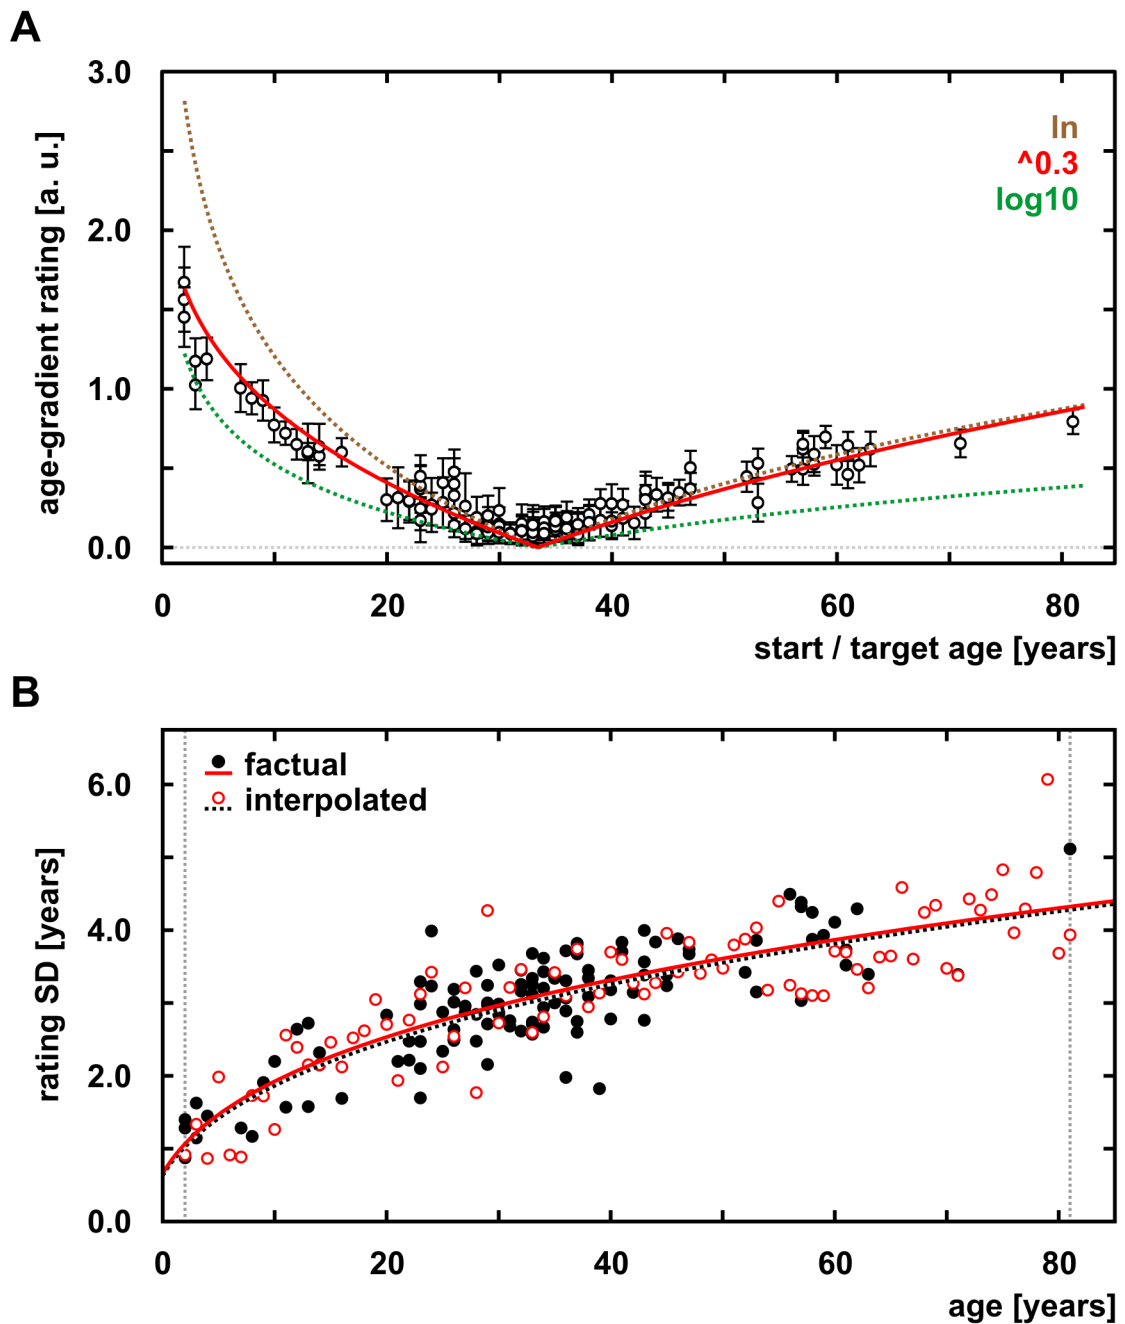 A
3.0
2.0
1.0
0.0
age-gradient rating [a. u.]
ln
^0.3
log10
0 20 40 60 80
start / target age [years]
B
6.0
4.0
2.0
0.0
rating SD [years]
factual
interpolated
0 20 40 60 80
age [years]